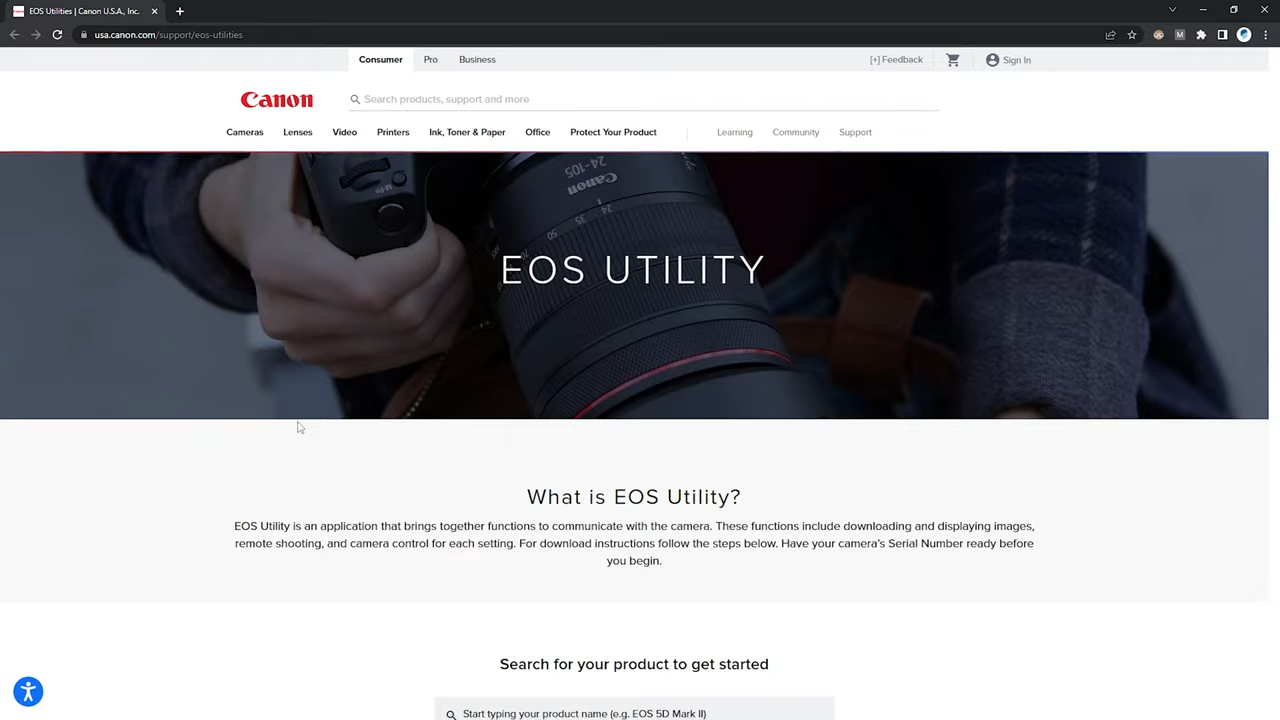 EOS Utilities | Canon U.S.A., Inc.
usa.canon.com/support/eos-utilities
M
Consumer Pro Business [+] Feedback Sign In
Canon Search products, support and more
Cameras Lenses Video Printers Ink, Toner & Paper Office Protect Your Product Learning Community Support
24-105
Canon
24
35
50
M-Fn
EOS UTILITY
What is EOS Utility?
EOS Utility is an application that brings together functions to communicate with the camera. These functions include downloading and displaying images,
remote shooting, and camera control for each setting. For download instructions follow the steps below. Have your camera's Serial Number ready before
you begin.
Search for your product to get started
Start typing your product name (e.g. EOS 5D Mark II)